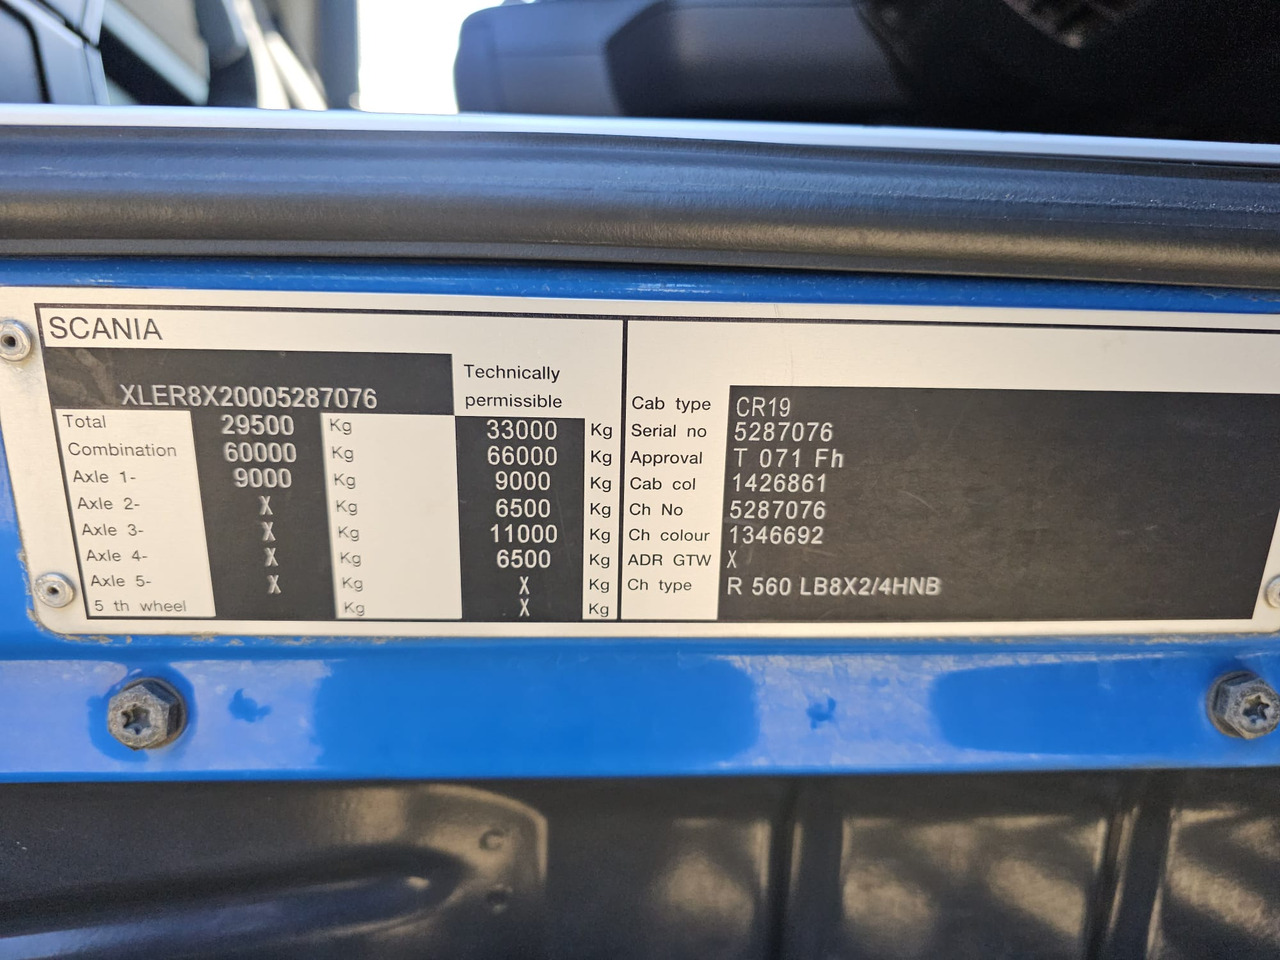 SCANIA
XLER8X20005287076
Technically
permissible
Total 29500 Kg 33000 Kg
Combination 60000 Kg 66000 Kg
Axle 1- 9000 Kg 9000 Kg
Axle 2- X Kg 6500 Kg
Axle 3- X Kg 11000 Kg
Axle 4- X Kg 6500 Kg
Axle 5- X Kg X Kg
5 th wheel Kg X Kg
Cab type CR19
Serial no 5287076
Approval T 071 Fh
Cab col 1426861
Ch No 5287076
Ch colour 1346692
ADR GTW X
Ch type R 560 LB8X2/4HNB